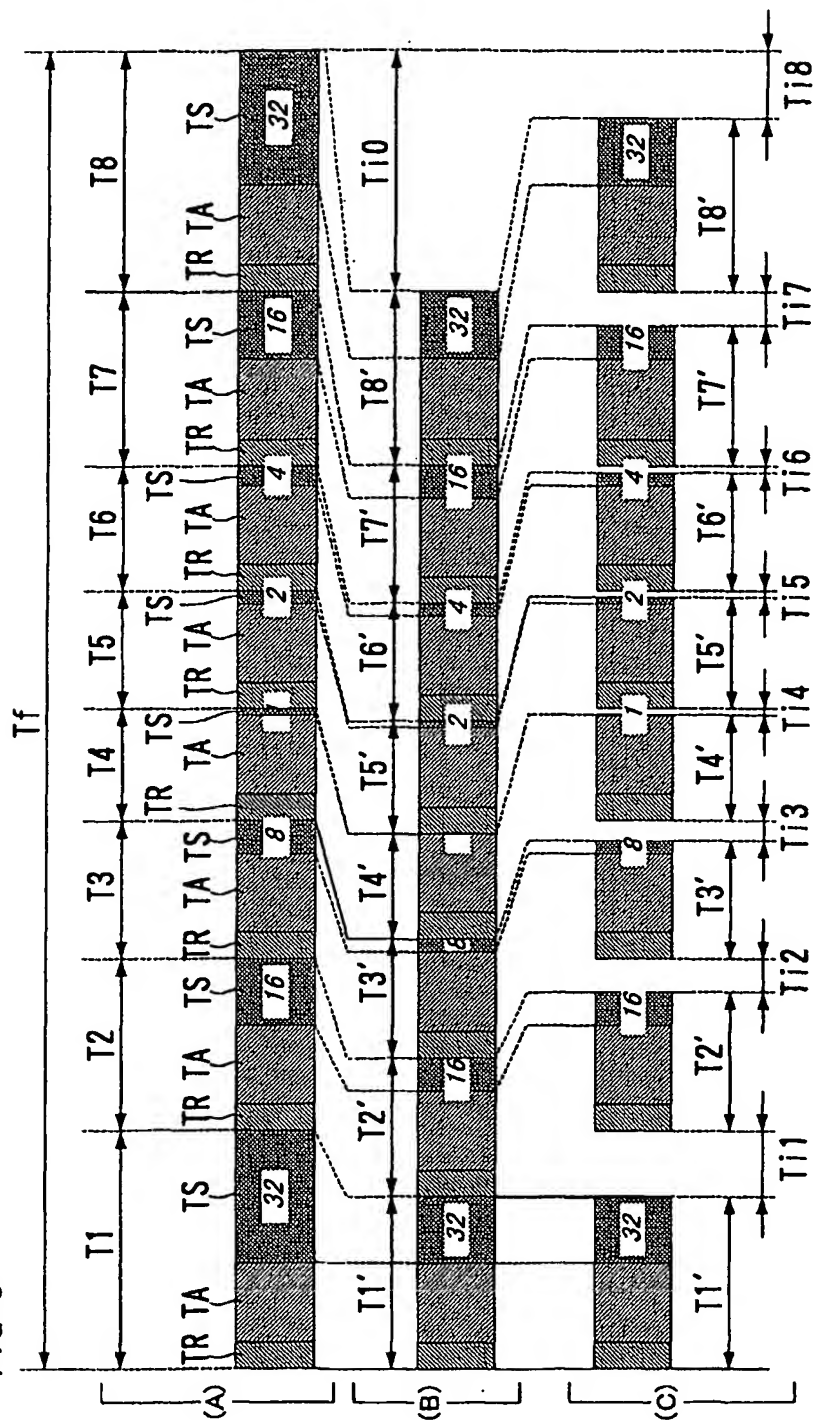 Tf
T1 T2 T3 T4 T5 T6 T7 T8
TR TA TS TR TA TS TR TA TS TR TA TS TR TA TS TR TA TS TR TA TS TR TA TS
(A) 32 16 8 1 2 4 16 32
T1' T2' T3' T4' T5' T6' T7' T8' Ti0
(B) 32 16 8 2 4 16 32
(C) 32 16 8 1 2 4 16 32
T1' T2' T3' T4' T5' T6' T7' T8'
Ti1 Ti2 Ti3 Ti4 Ti5 Ti6 Ti7 Ti8